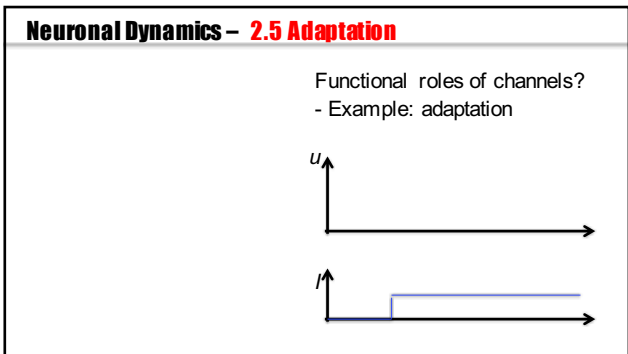 Neuronal Dynamics – 2.5 Adaptation
Functional roles of channels?
- Example: adaptation
u
I